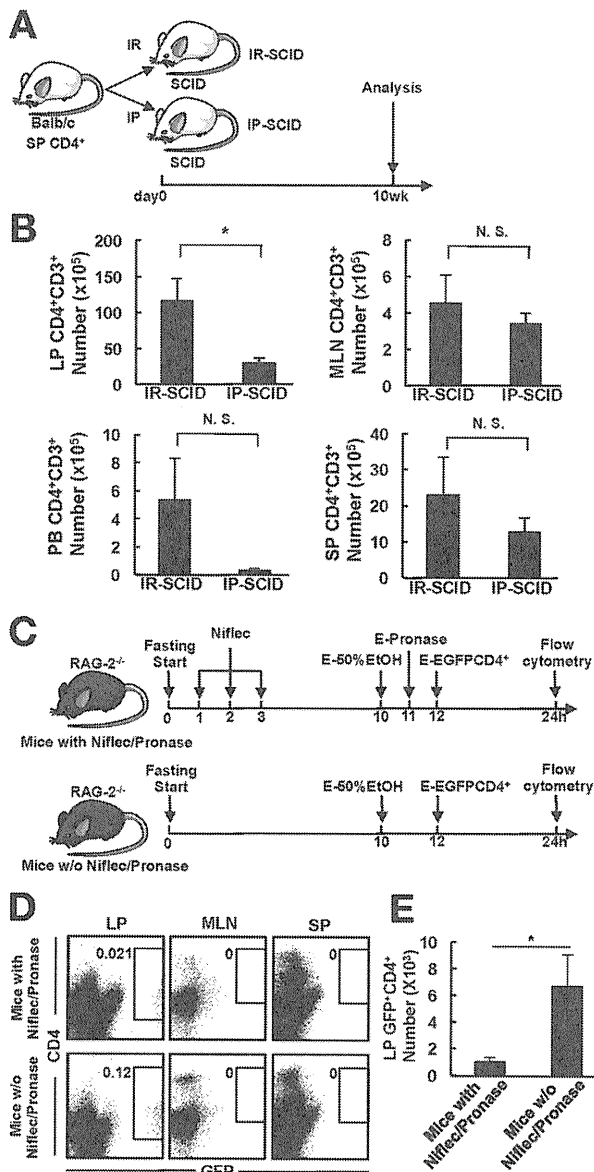 A
IR
IR-SCID
SCID
Analysis
IP
IP-SCID
Balb/c
SP CD4⁺
SCID
day0
10wk
B
LP CD4⁺CD3⁺
Number (x10⁵)
200
150
100
50
0
*
IR-SCID
IP-SCID
MLN CD4⁺CD3⁺
Number (x10⁵)
8
6
4
2
0
N. S.
IR-SCID
IP-SCID
PB CD4⁺CD3⁺
Number (x10⁵)
10
8
6
4
2
0
N. S.
IR-SCID
IP-SCID
SP CD4⁺CD3⁺
Number (x10⁵)
40
30
20
10
0
N. S.
IR-SCID
IP-SCID
C
RAG-2⁻/⁻
Fasting
Start
Niflec
E-Pronase
E-50%EtOH
E-EGFPCD4⁺
Flow
cytometry
0
1
2
3
10
11
12
24h
Mice with Niflec/Pronase
RAG-2⁻/⁻
Fasting
Start
E-50%EtOH
E-EGFPCD4⁺
Flow
cytometry
0
10
12
24h
Mice w/o Niflec/Pronase
D
LP
MLN
SP
Mice with
Niflec/Pronase
0.021
0
0
CD4
Mice w/o
Niflec/Pronase
0.12
0
0
GFP
E
LP GFP⁺CD4⁺
Number (X10³)
10
8
6
4
2
0
*
Mice with
Niflec/Pronase
Mice w/o
Niflec/Pronase